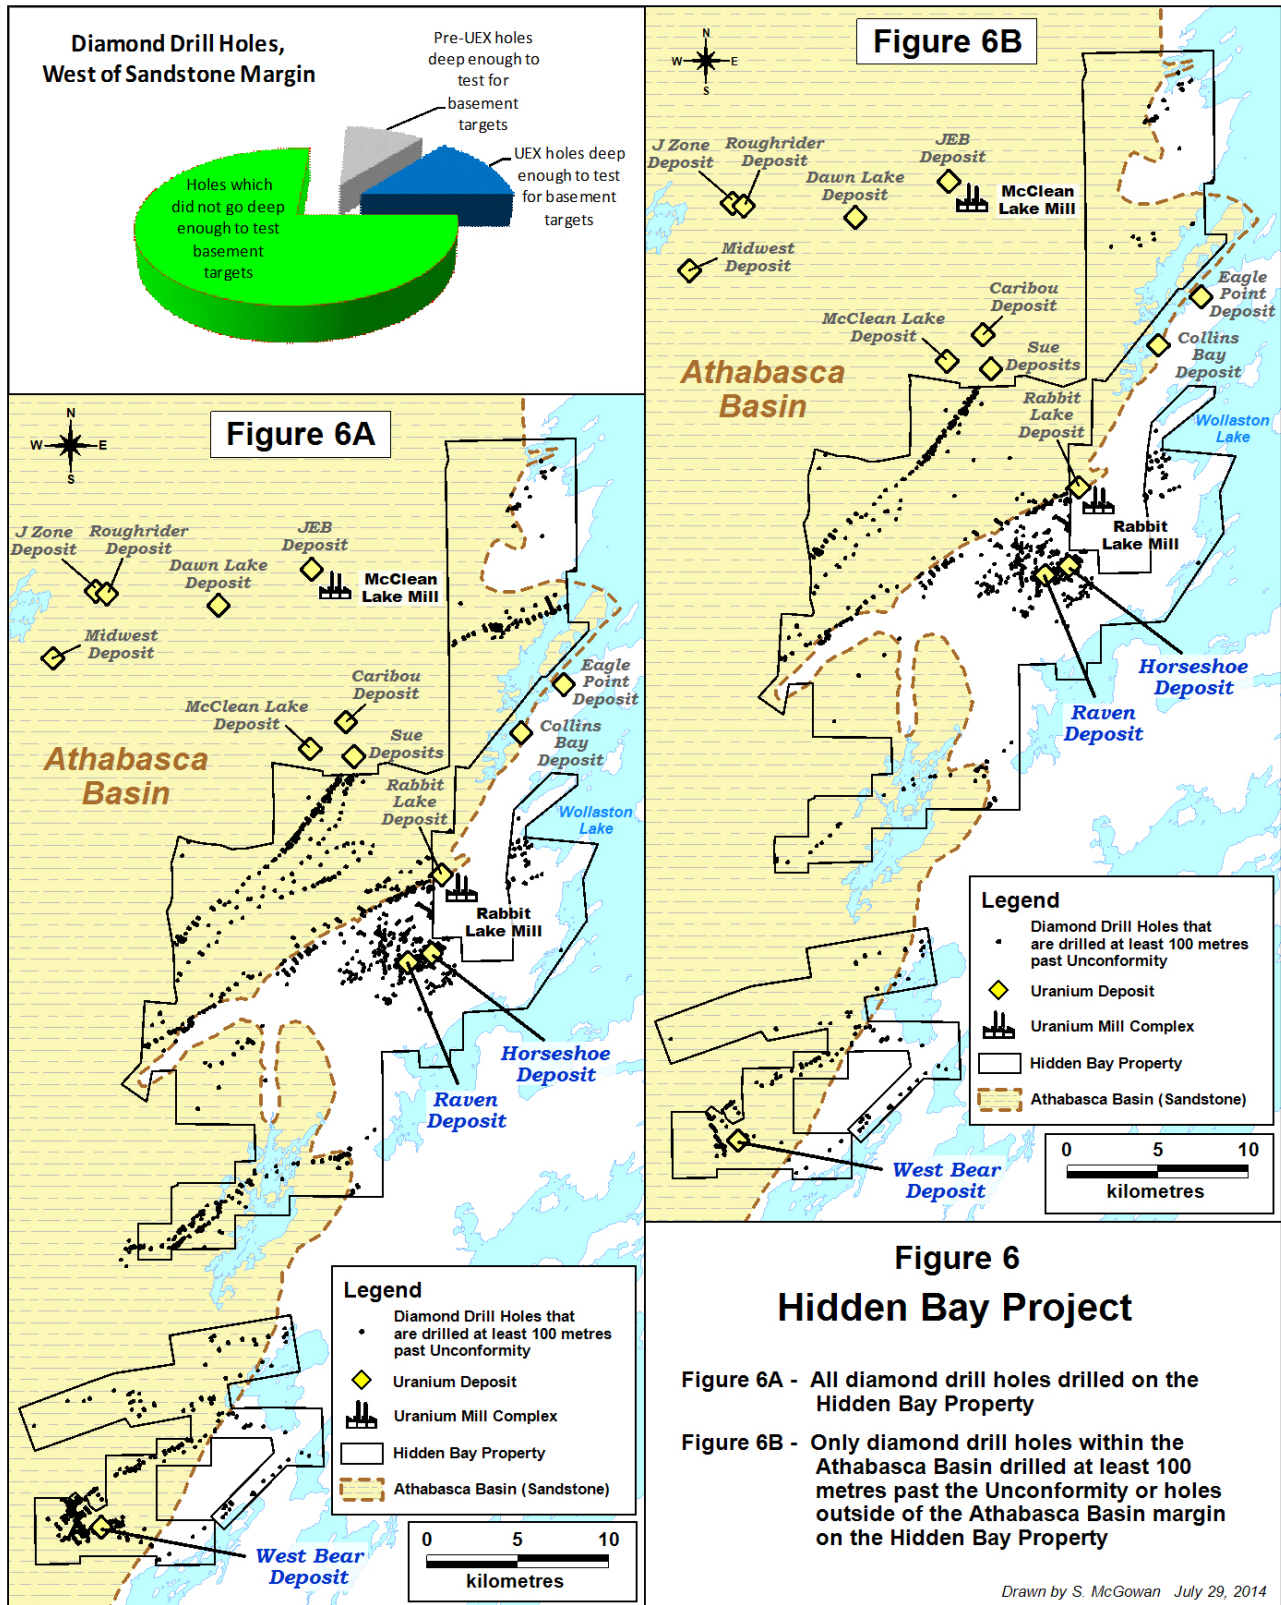 Diamond Drill Holes,
West of Sandstone Margin
Pre-UEX holes
deep enough to
test for
basement
targets
UEX holes deep
enough to test
for basement
targets
Holes which
did not go deep
enough to test
basement
targets
Figure 6A
N
W
E
S
J Zone
Deposit
Roughrider
Deposit
JEB
Deposit
Dawn Lake
Deposit
McClean
Lake Mill
Midwest
Deposit
Caribou
Deposit
McClean Lake
Deposit
Sue
Deposits
Eagle
Point
Deposit
Collins
Bay
Deposit
Athabasca
Basin
Rabbit
Lake
Deposit
Wollaston
Lake
Rabbit
Lake Mill
Horseshoe
Deposit
Raven
Deposit
West Bear
Deposit
Legend
Diamond Drill Holes that
are drilled at least 100 metres
past Unconformity
Uranium Deposit
Uranium Mill Complex
Hidden Bay Property
Athabasca Basin (Sandstone)
0 5 10
kilometres
Figure 6B
N
W
E
S
J Zone
Deposit
Roughrider
Deposit
JEB
Deposit
Dawn Lake
Deposit
McClean
Lake Mill
Midwest
Deposit
Caribou
Deposit
McClean Lake
Deposit
Sue
Deposits
Eagle
Point
Deposit
Collins
Bay
Deposit
Athabasca
Basin
Rabbit
Lake
Deposit
Wollaston
Lake
Rabbit
Lake Mill
Horseshoe
Deposit
Raven
Deposit
West Bear
Deposit
Legend
Diamond Drill Holes that
are drilled at least 100 metres
past Unconformity
Uranium Deposit
Uranium Mill Complex
Hidden Bay Property
Athabasca Basin (Sandstone)
0 5 10
kilometres
Figure 6
Hidden Bay Project
Figure 6A - All diamond drill holes drilled on the
Hidden Bay Property
Figure 6B - Only diamond drill holes within the
Athabasca Basin drilled at least 100
metres past the Unconformity or holes
outside of the Athabasca Basin margin
on the Hidden Bay Property
Drawn by S. McGowan July 29, 2014